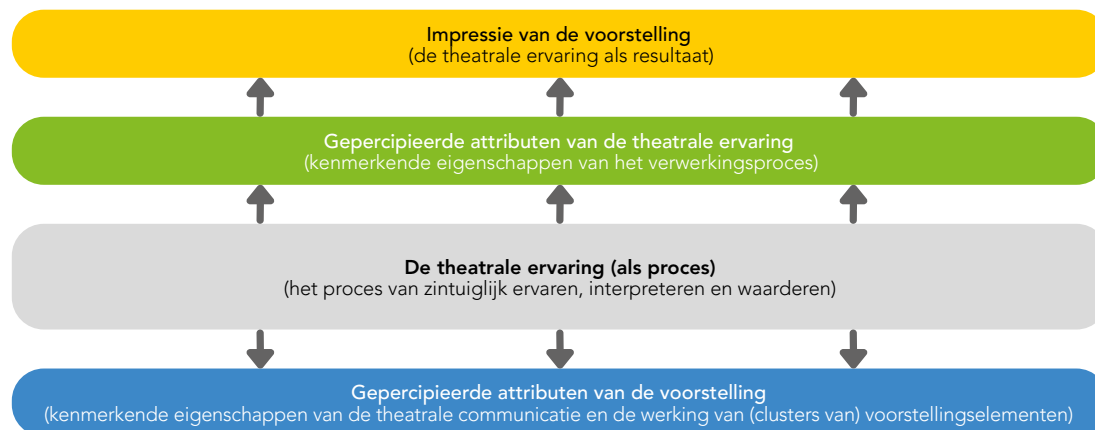 Impressie van de voorstelling
(de theatrale ervaring als resultaat)
Gepercipieerde attributen van de theatrale ervaring
(kenmerkende eigenschappen van het verwerkingsproces)
De theatrale ervaring (als proces)
(het proces van zintuiglijk ervaren, interpreteren en waarderen)
Gepercipieerde attributen van de voorstelling
(kenmerkende eigenschappen van de theatrale communicatie en de werking van (clusters van) voorstellingselementen)